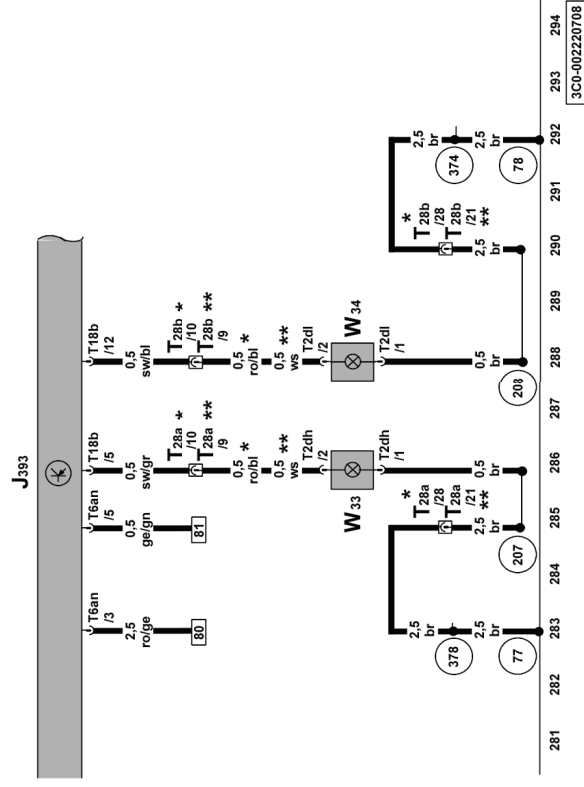 J393
T6an
/3
2,5
ro/ge
80
T6an
/5
0,5
ge/gn
81
T18b
/5
0,5
sw/gr
T28a *
/10
T28a **
/9
0,5 *
ro/bl
0,5 **
ws
T2dh
/2
W33
T2dh
/1
0,5
br
T18b
/12
0,5
sw/bl
T28b *
/10
T28b **
/9
0,5 *
ro/bl
0,5 **
ws
T2dl
/2
W34
T2dl
/1
0,5
br
2,5
br
378
2,5
br
77
*
T28a
/28
T28a
/21
**
2,5
br
207
208
*
T28b
/28
T28b
/21
**
2,5
br
2,5
br
374
2,5
br
78
281 282 283 284 285 286 287 288 289 290 291 292 293 294
3C0-002220708